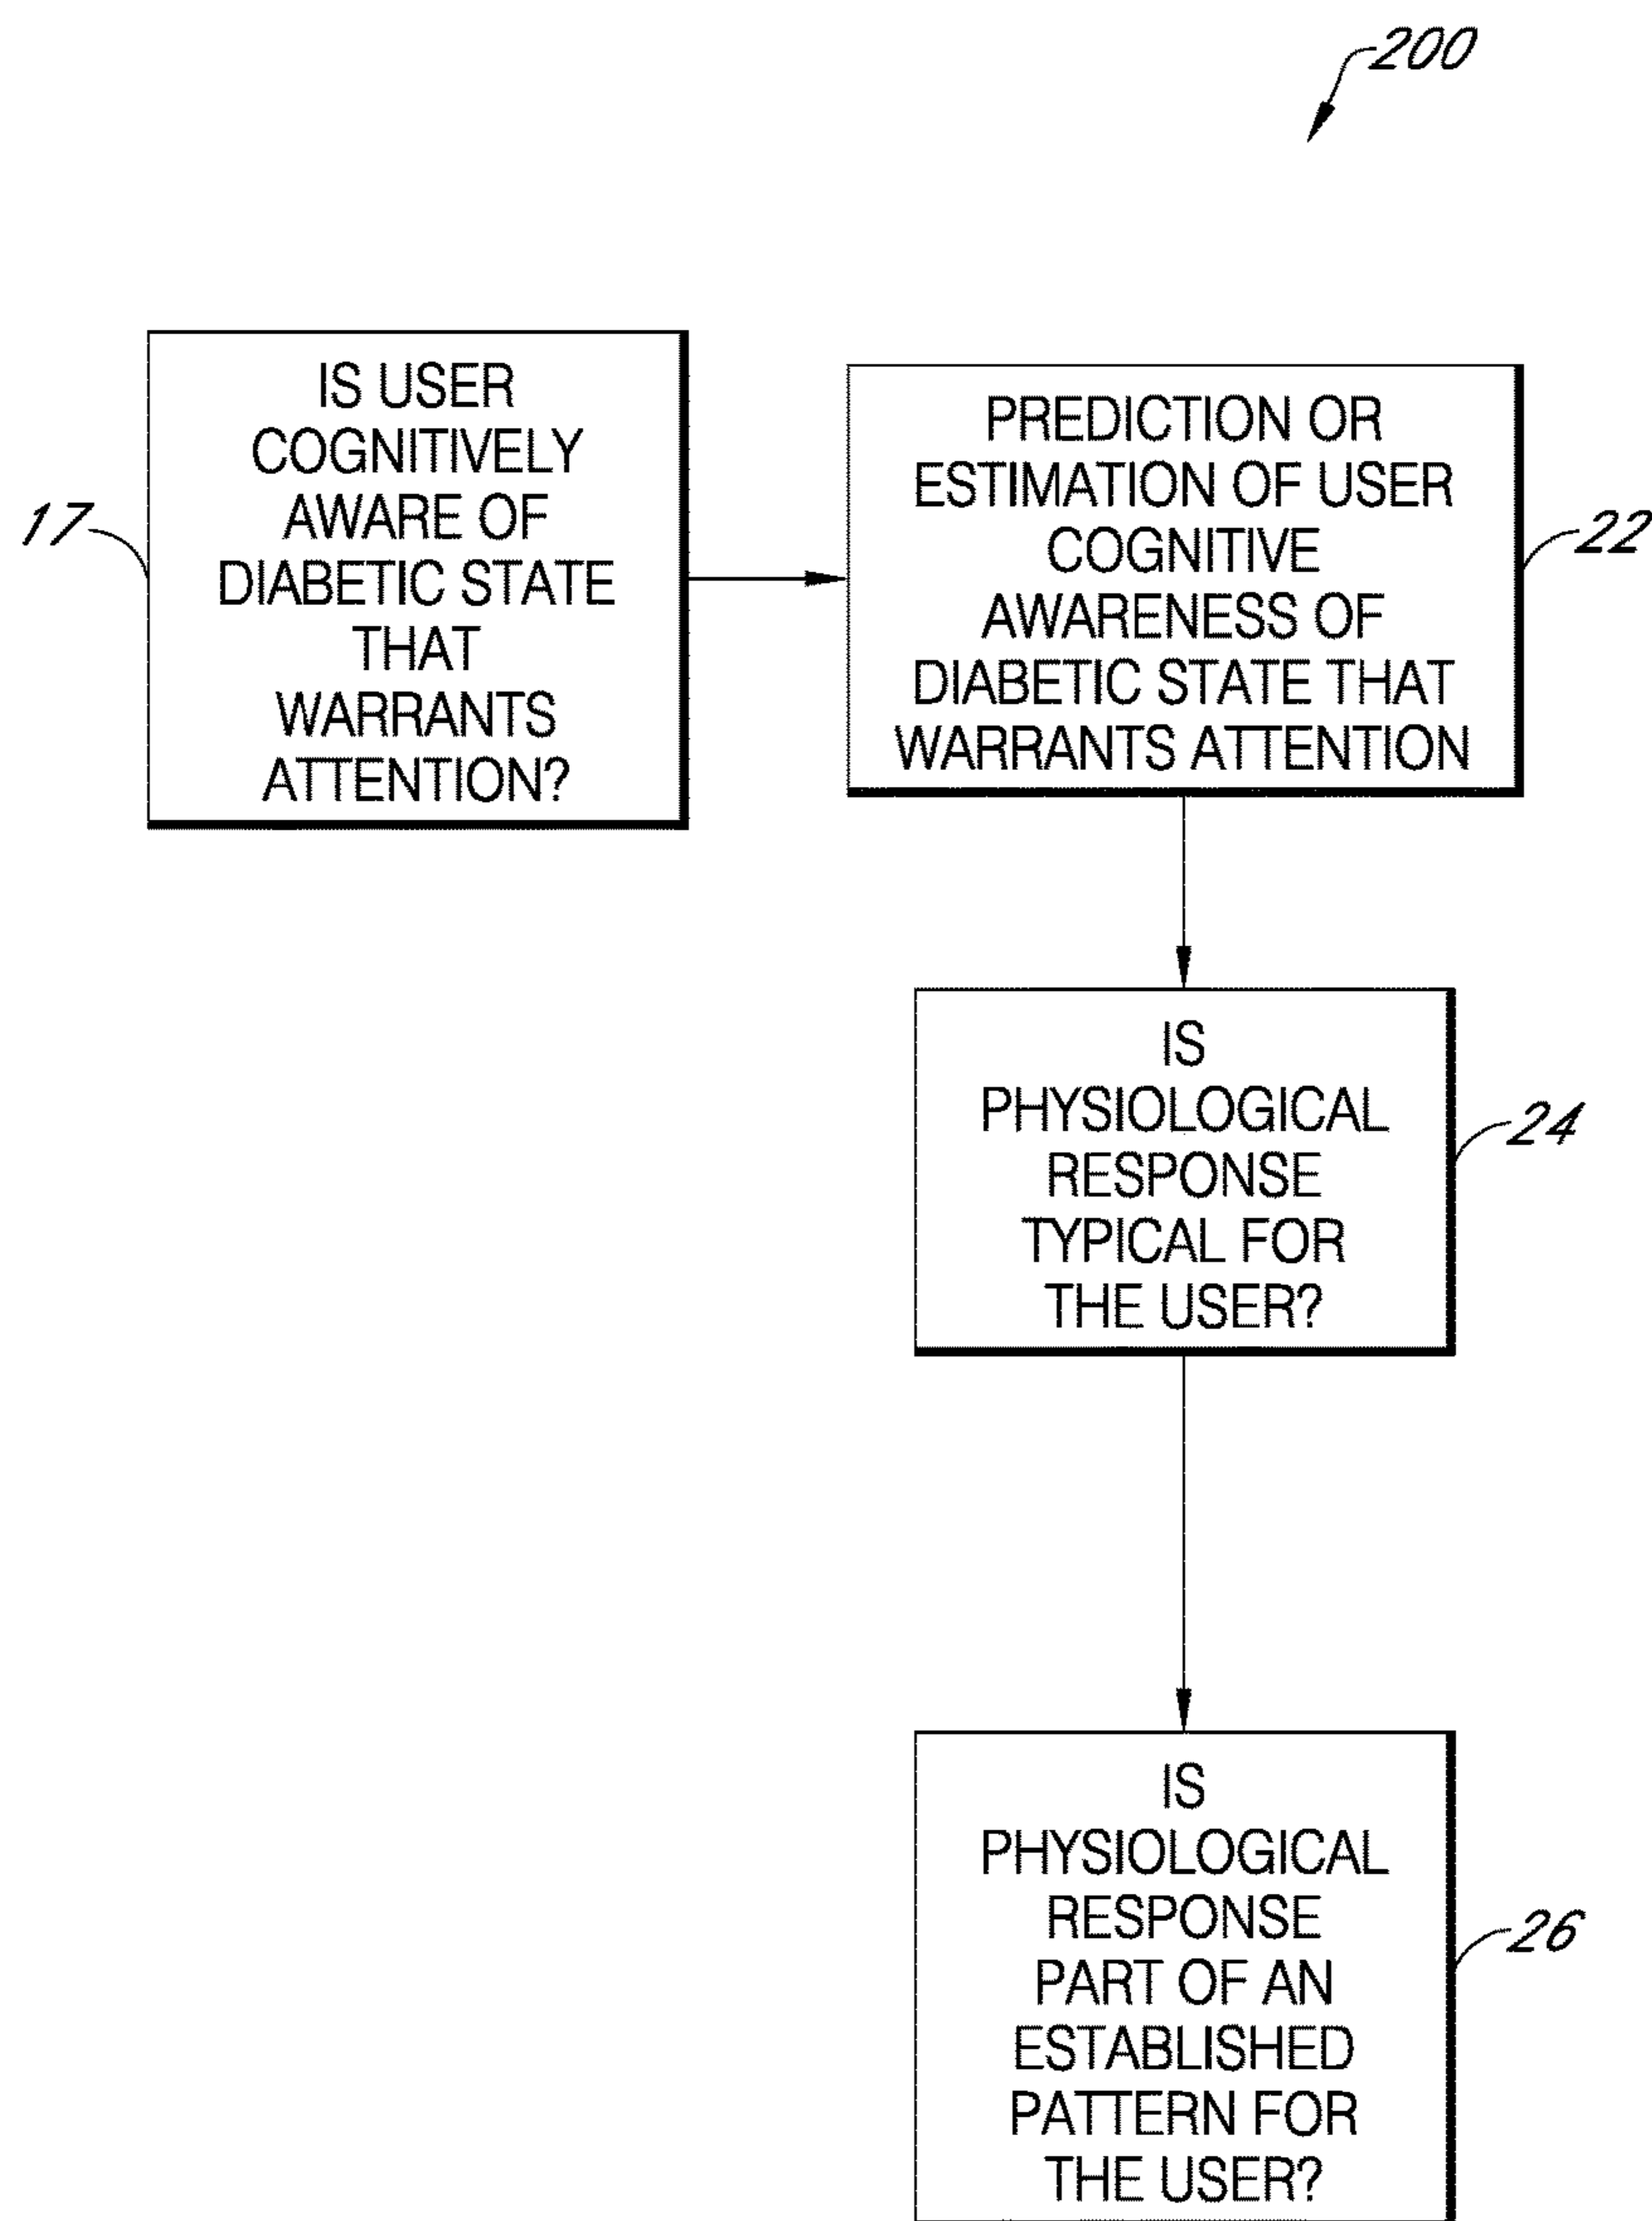 200
17
IS USER
COGNITIVELY
AWARE OF
DIABETIC STATE
THAT
WARRANTS
ATTENTION?
PREDICTION OR
ESTIMATION OF USER
COGNITIVE
AWARENESS OF
DIABETIC STATE THAT
WARRANTS ATTENTION
22
IS
PHYSIOLOGICAL
RESPONSE
TYPICAL FOR
THE USER?
24
IS
PHYSIOLOGICAL
RESPONSE
PART OF AN
ESTABLISHED
PATTERN FOR
THE USER?
26